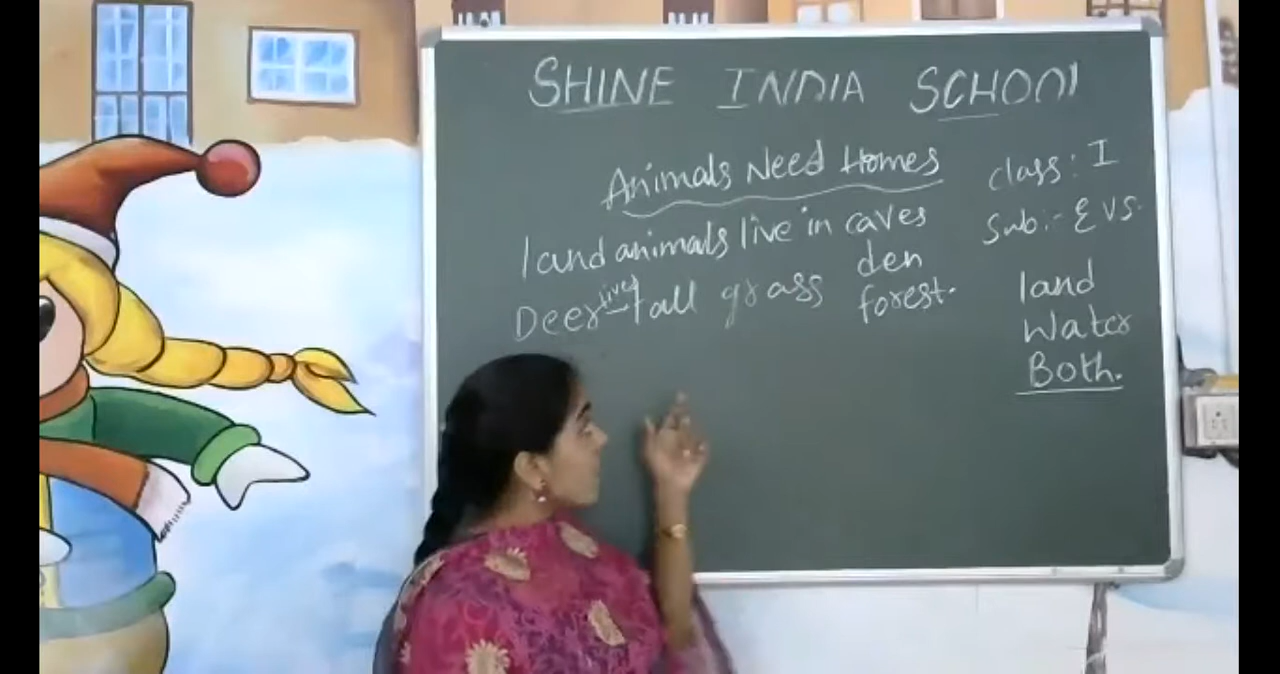 SHINE INDIA SCHOOl
Animals Need Homes
class : I
Sub :- EVS.
land animals live in caves
den
forest.
Deer live tall grass
land
Water
Both.